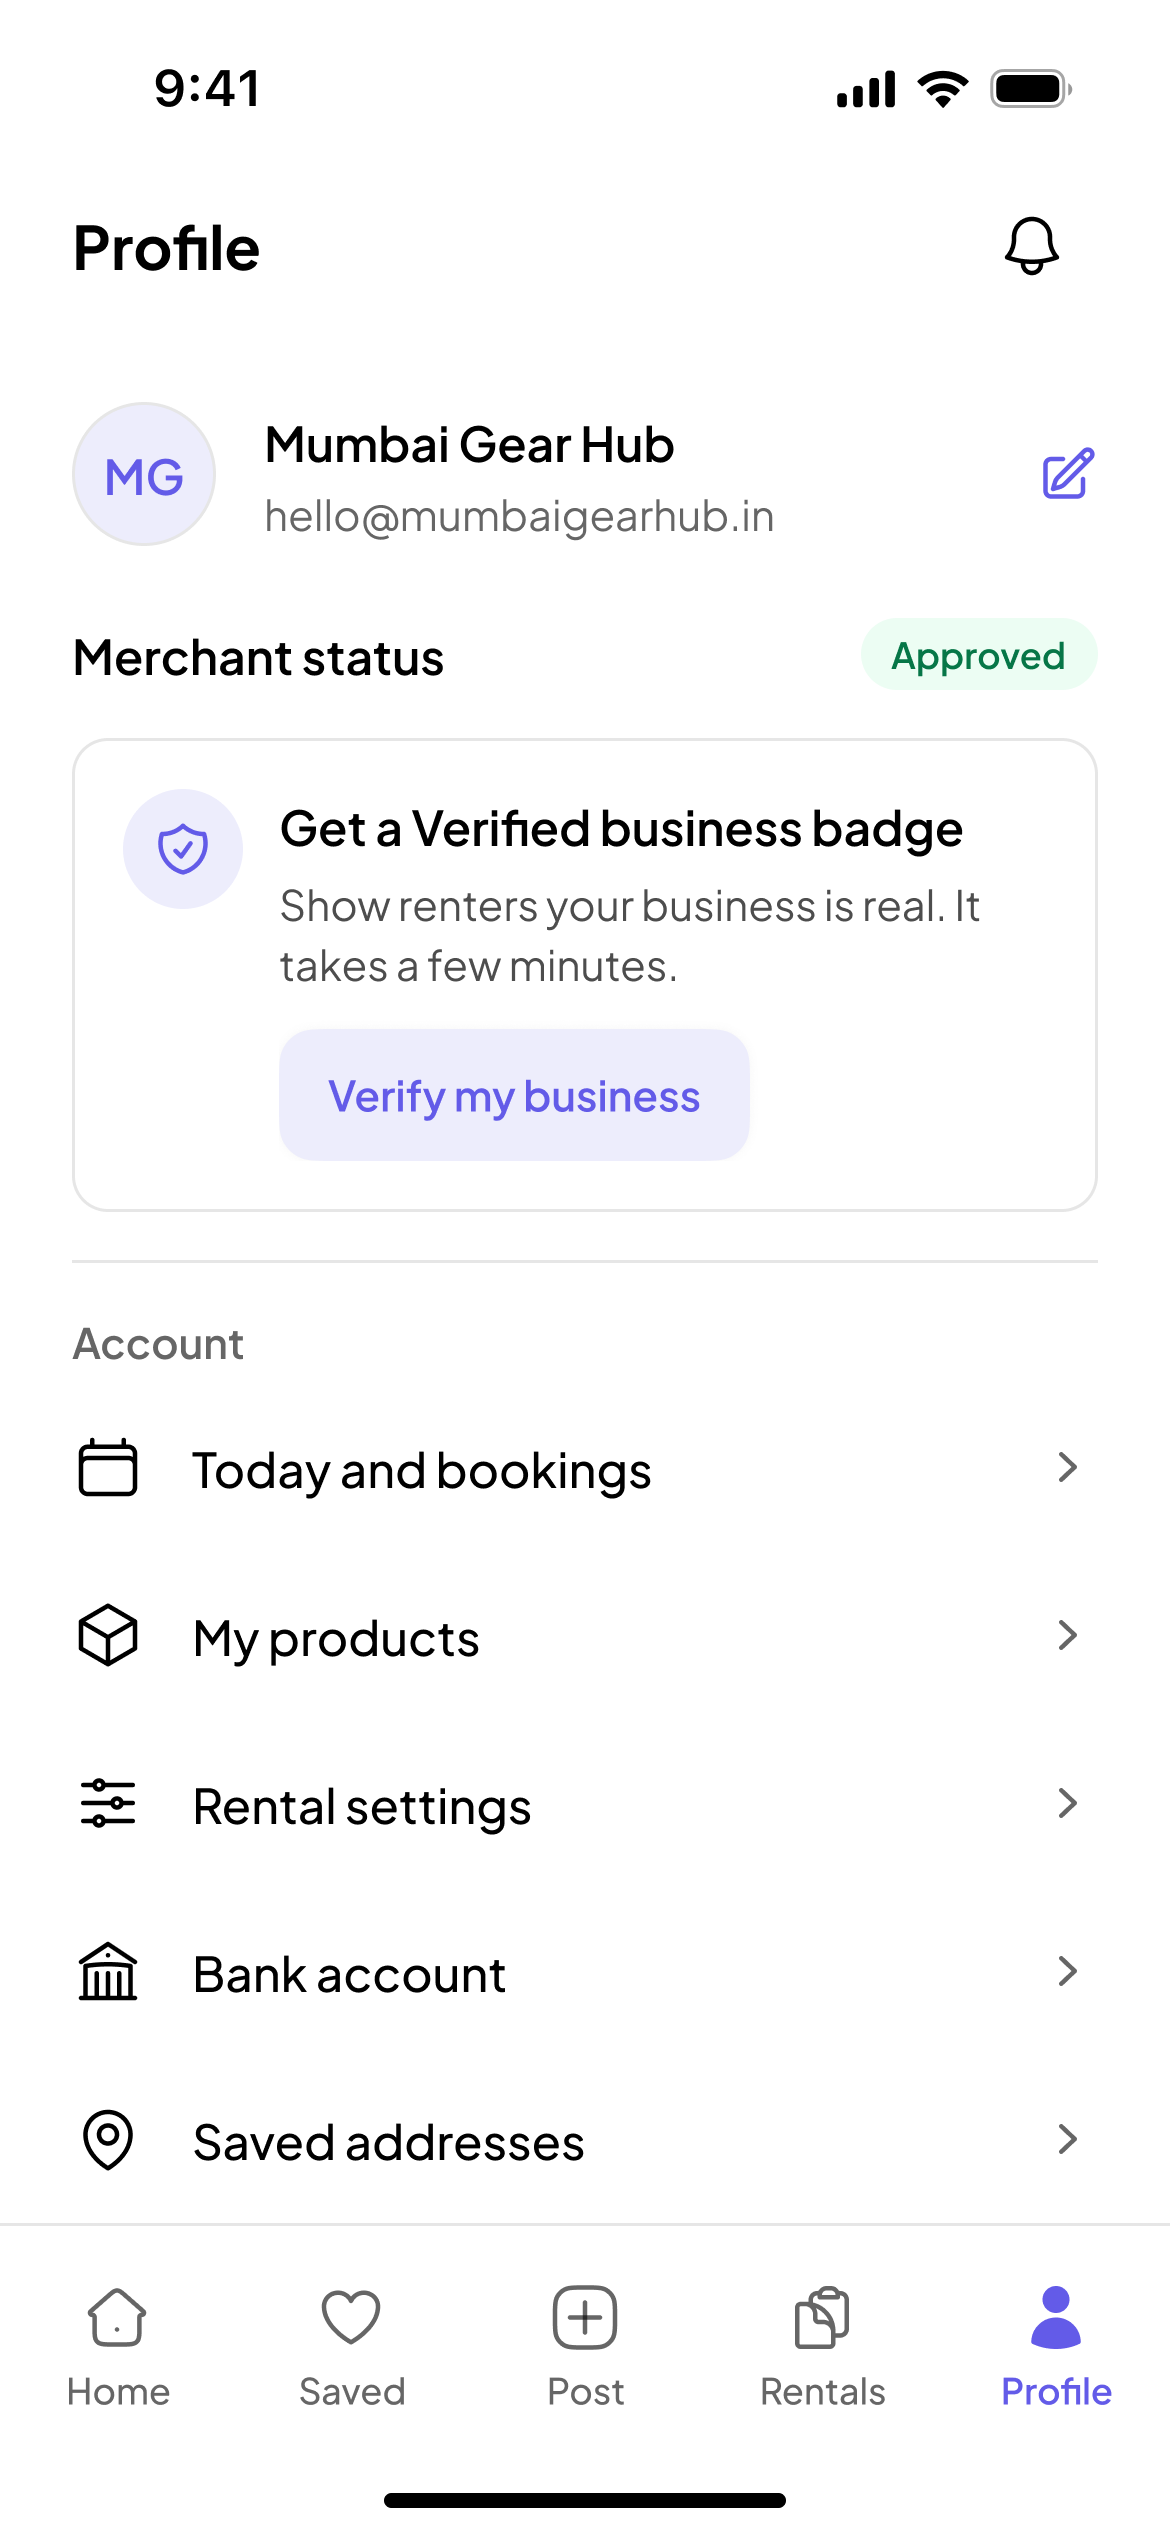 9:41
Profile
MG
Mumbai Gear Hub
hello@mumbaigearhub.in
Merchant status
Approved
Get a Verified business badge
Show renters your business is real. It
takes a few minutes.
Verify my business
Account
Today and bookings
My products
Rental settings
Bank account
Saved addresses
Home
Saved
Post
Rentals
Profile